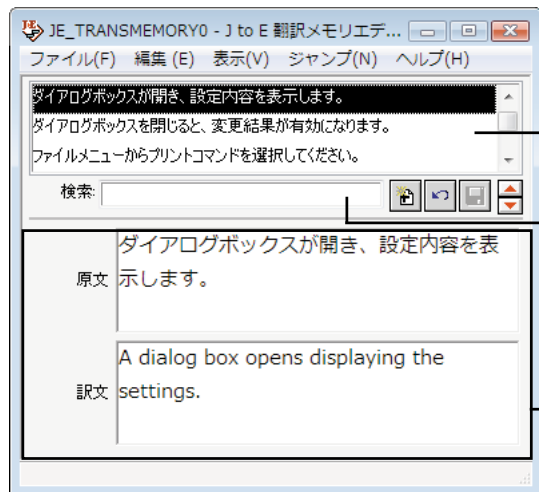 JE_TRANSMEMORY0 - J to E 翻訳メモリエデ...
ファイル(F) 編集(E) 表示(V) ジャンプ(N) ヘルプ(H)
ダイアログボックスが開き、設定内容を表示します。
ダイアログボックスを閉じると、変更結果が有効になります。
ファイルメニューからプリントコマンドを選択してください。
検索:
原文
ダイアログボックスが開き、設定内容を表
示します。
訳文
A dialog box opens displaying the
settings.